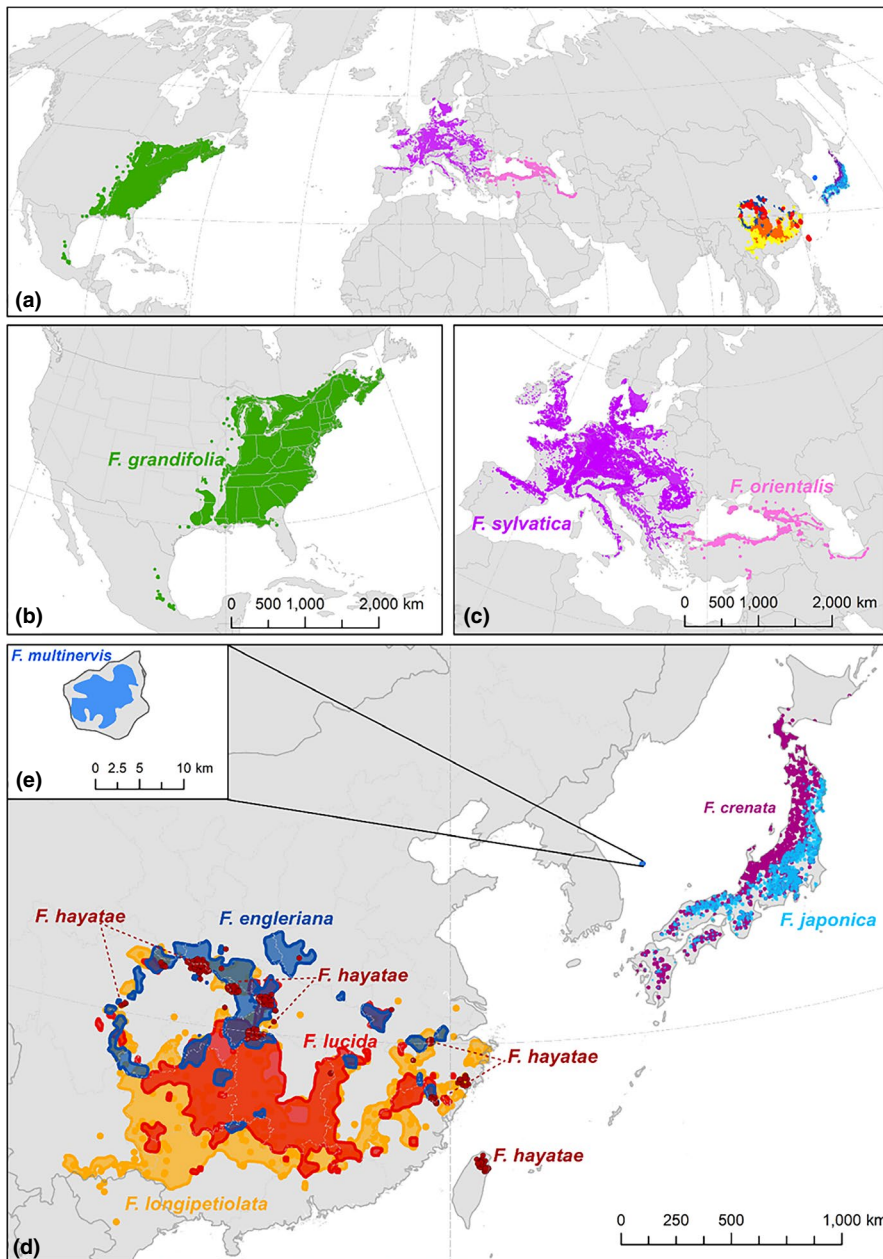 (a)
F. grandifolia
0 500 1,000 2,000 km
(b)
F. orientalis
F. sylvatica
0 500 1,000 2,000 km
(c)
F. multinervis
0 2.5 5 10 km
(e)
F. crenata
F. japonica
F. hayatae
F. engleriana
F. hayatae
F. lucida
F. hayatae
F. hayatae
F. longipetiolata
0 250 500 1,000 km
(d)